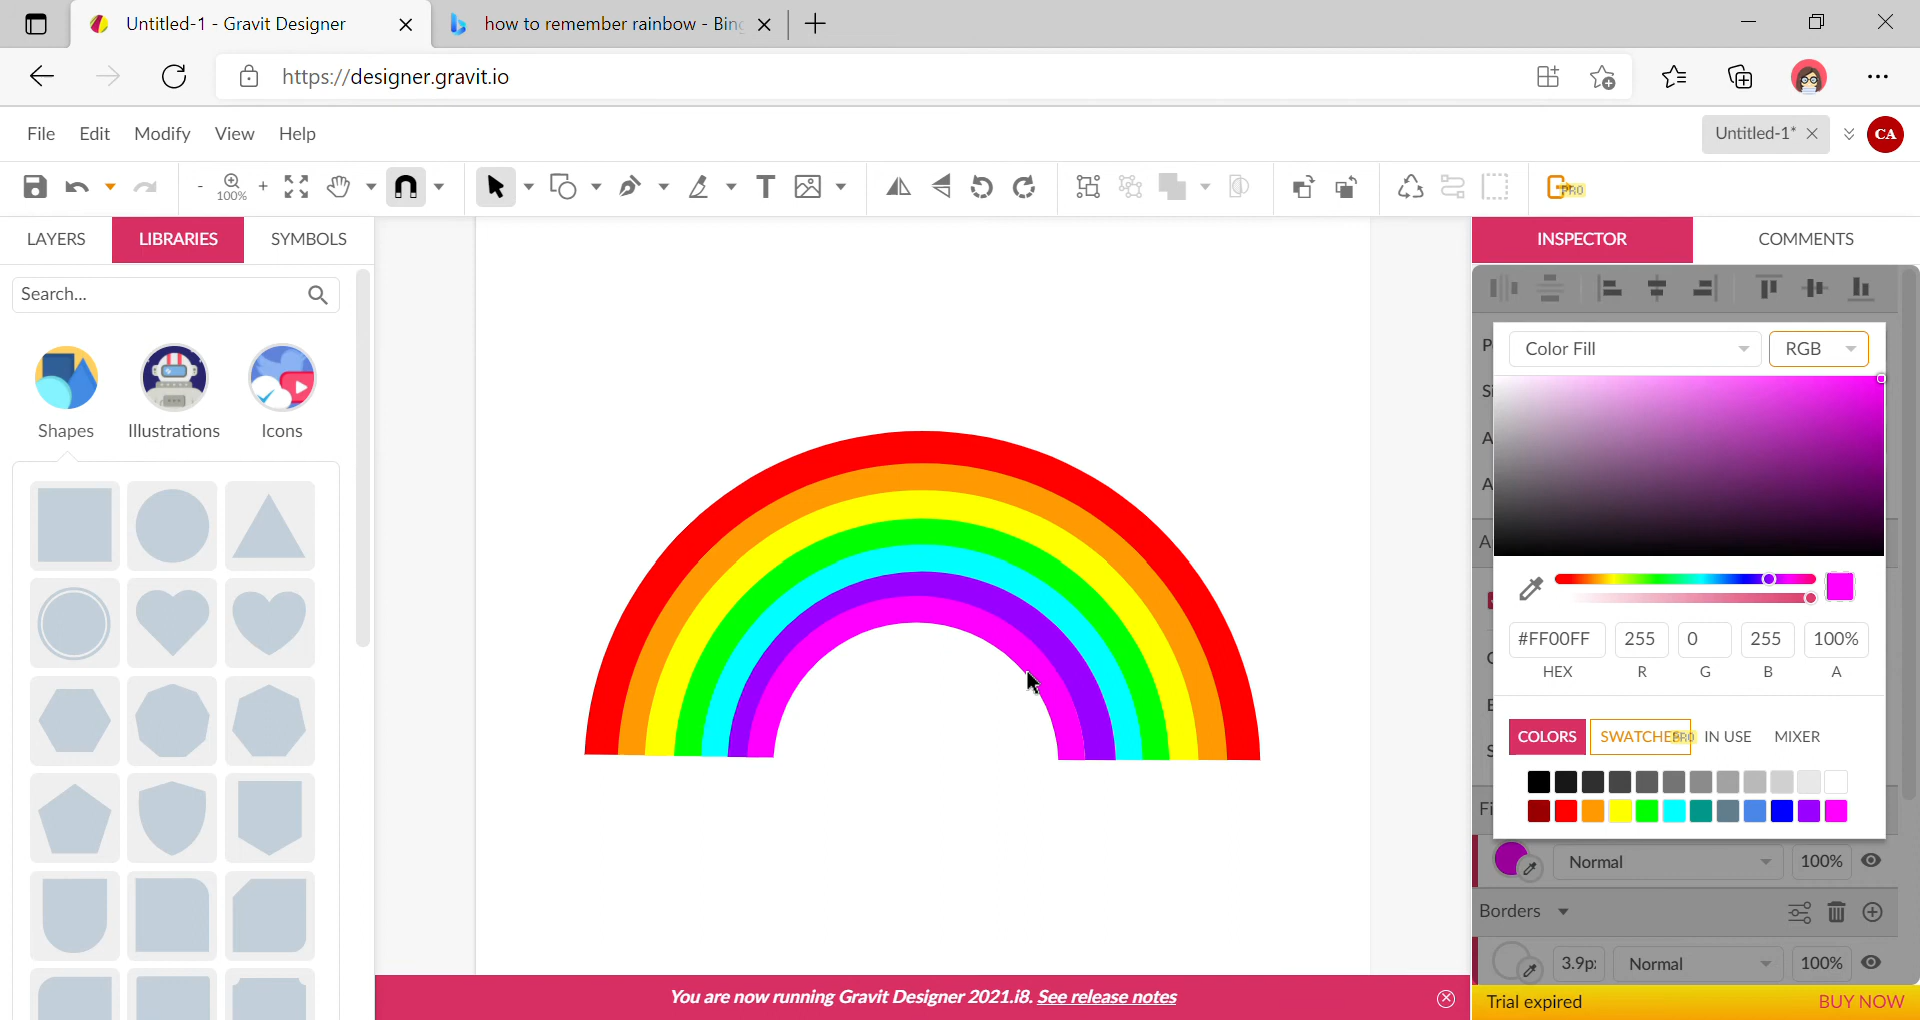 Untitled-1 - Gravit Designer
how to remember rainbow - Bing
https://designer.gravit.io
File Edit Modify View Help
Untitled-1*
CA
- 100% +
PRO
LAYERS LIBRARIES SYMBOLS
INSPECTOR COMMENTS
Search...
Shapes Illustrations Icons
Color Fill RGB
#FF00FF 255 0 255 100%
HEX R G B A
COLORS SWATCHES PRO IN USE MIXER
Fi
Normal 100%
Borders
3.9p: Normal 100%
You are now running Gravit Designer 2021.i8. See release notes
Trial expired BUY NOW